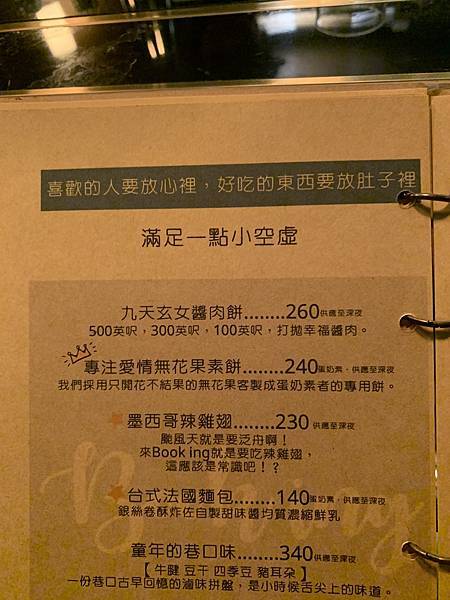 喜歡的人要放心裡，好吃的東西要放肚子裡
滿足一點小空虛
九天玄女醬肉餅........260供應至深夜
500英呎，300英呎，100英呎，打拋幸福醬肉。
專注愛情無花果素餅........240蛋奶素．供應至深夜
我們採用只開花不結果的無花果客製成蛋奶素者的專用餅。
墨西哥辣雞翅........230 供應至深夜
颱風天就是要泛舟啊！
來Booking就是要吃辣雞翅，
這應該是常識吧！？
台式法國麵包........140蛋奶素．供應至深夜
銀絲卷酥炸佐自製甜味醬均質濃縮鮮乳
童年的巷口味........340供應至深夜
【 牛腱 豆干 四季豆 豬耳朵 】
一份巷口古早回憶的滷味拼盤，是小時候舌尖上的味道。